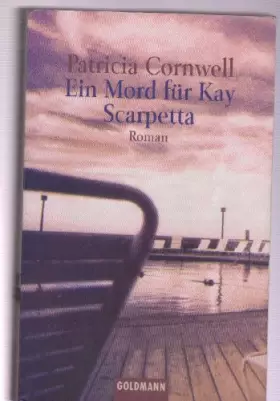 Patricia Cornwell
Ein Mord für Kay
Scarpetta
Roman
GOLDMANN